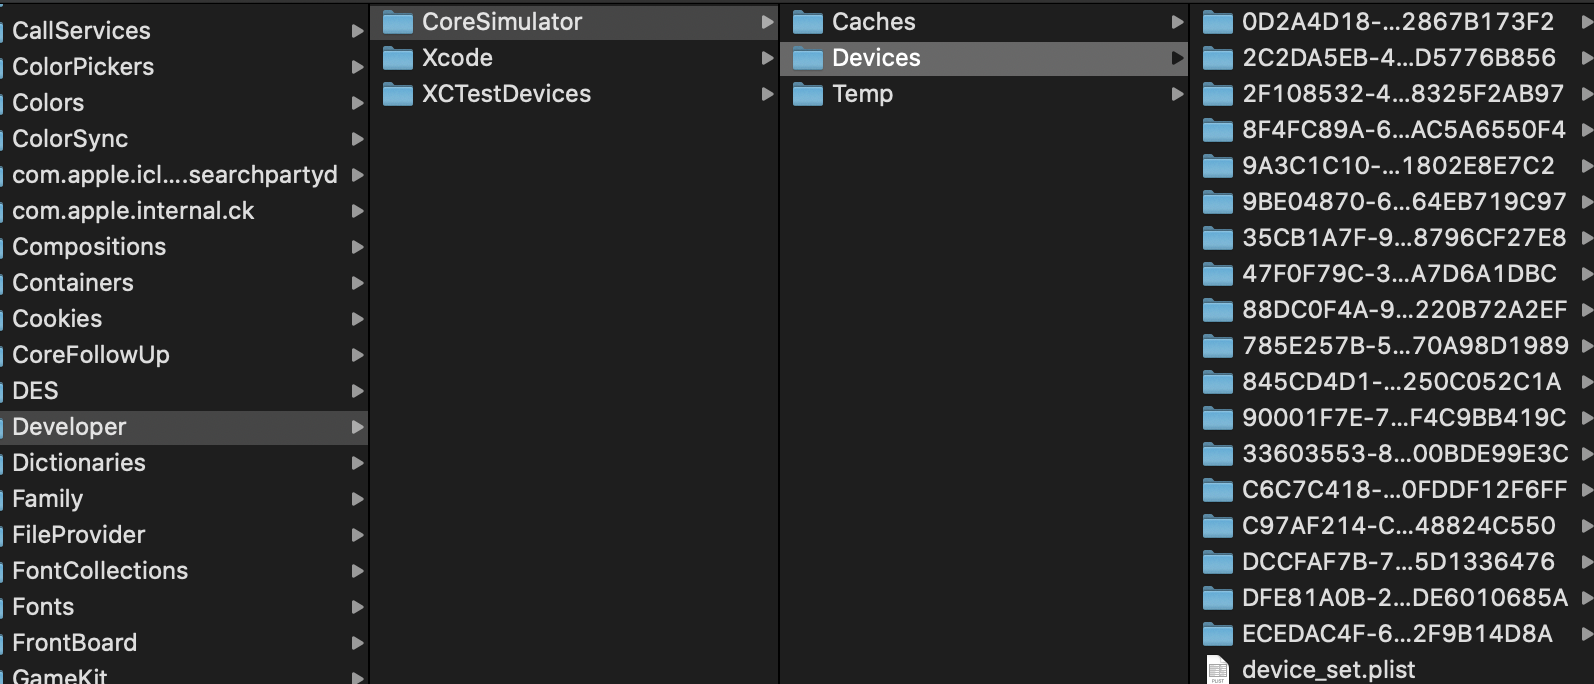 CallServices
ColorPickers
Colors
ColorSync
com.apple.icl....searchpartyd
com.apple.internal.ck
Compositions
Containers
Cookies
CoreFollowUp
DES
Developer
Dictionaries
Family
FileProvider
FontCollections
Fonts
FrontBoard
GameKit
CoreSimulator
Xcode
XCTestDevices
Caches
Devices
Temp
0D2A4D18-...2867B173F2
2C2DA5EB-4...D5776B856
2F108532-4...8325F2AB97
8F4FC89A-6...AC5A6550F4
9A3C1C10-...1802E8E7C2
9BE04870-6...64EB719C97
35CB1A7F-9...8796CF27E8
47F0F79C-3...A7D6A1DBC
88DC0F4A-9...220B72A2EF
785E257B-5...70A98D1989
845CD4D1-...250C052C1A
90001F7E-7...F4C9BB419C
33603553-8...00BDE99E3C
C6C7C418-...0FDDF12F6FF
C97AF214-C...48824C550
DCCFAF7B-7...5D1336476
DFE81A0B-2...DE6010685A
ECEDAC4F-6...2F9B14D8A
device_set.plist